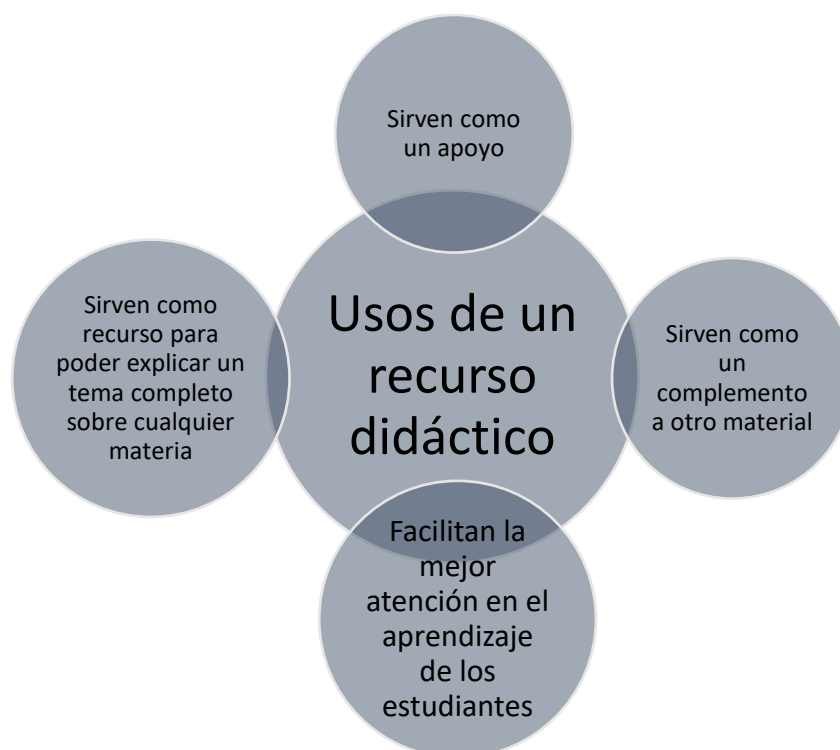 Sirven como
un apoyo
Usos de un
recurso
didáctico
Sirven como
recurso para
poder explicar un
tema completo
sobre cualquier
materia
Sirven como
un
complemento
a otro material
Facilitan la
mejor
atención en el
aprendizaje
de los
estudiantes